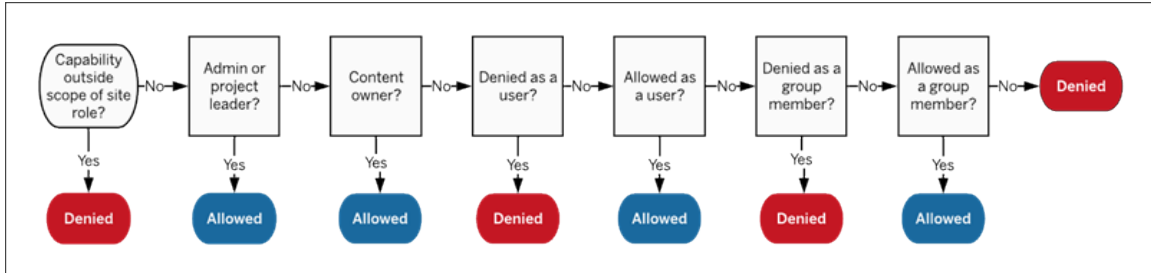 Capability
outside
scope of site
role?
No
Admin or
project
leader?
No
Content
owner?
No
Denied as a
user?
No
Allowed as
a user?
No
Denied as a
group
member?
No
Allowed as
a group
member?
No
Denied
Yes
Yes
Yes
Yes
Yes
Yes
Yes
Denied
Allowed
Allowed
Denied
Allowed
Denied
Allowed